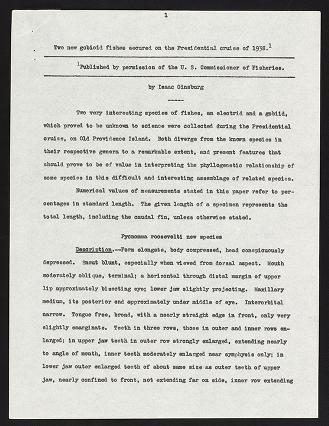 1
Two new gobioid fishes secured on the Presidential cruise of 1938.1
1Published by permission of the U. S. Commissioner of Fisheries.
by Isaac Ginsburg
-----
Two very interesting species of fishes, an electrid and a gobiid,
which proved to be unknown to science were collected during the Presidential
cruise, on Old Providence Island. Both diverge from the known species in
their respective genera to a remarkable extent, and present features that
should prove to be of value in interpreting the phylogenetic relationship of
some species in this difficult and interesting assemblage of related species.
Numerical values of measurements stated in this paper refer to per-
centages in standard length. The given length of a specimen represents the
total length, including the caudal fin, unless otherwise stated.
Pycnomma roosevelti new species
Description.--Form elongate, body compressed, head conspicuously
depressed. Snout blunt, especially when viewed from dorsal aspect. Mouth
moderately oblique, terminal; a horizontal through distal margin of upper
lip approximately bisecting eye; lower jaw slightly projecting. Maxillary
medium, its posterior end approximately under middle of eye. Interorbital
narrow. Tongue free, broad, with a nearly straight edge in front, only very
slightly emarginate. Teeth in three rows, those in outer and inner rows en-
larged; in upper jaw teeth in outer row strongly enlarged, extending nearly
to angle of mouth, inner teeth moderately enlarged near symphysis only; in
lower jaw outer enlarged teeth of about same size as outer teeth of upper
jaw, nearly confined to front, not extending far on side, inner row extending